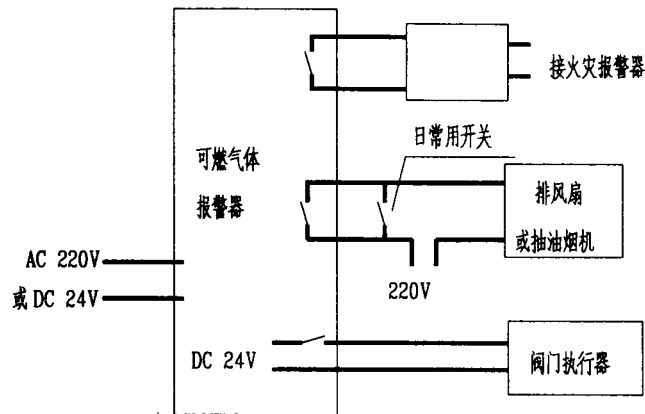 接火灾报警器
日常用开关
可燃气体
报警器
排风扇
或抽油烟机
AC 220V
或 DC 24V
220V
DC 24V
阀门执行器